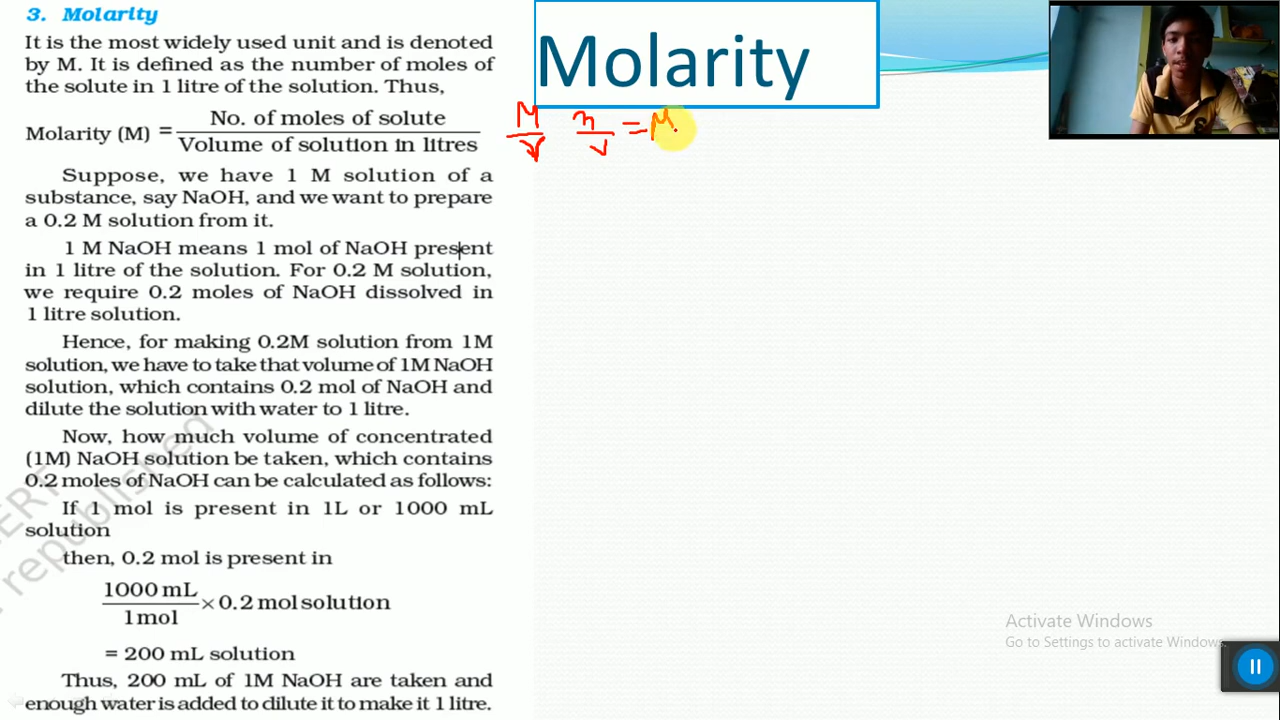 3. Molarity
It is the most widely used unit and is denoted
by M. It is defined as the number of moles of
the solute in 1 litre of the solution. Thus,
Molarity (M) = No. of moles of solute
Volume of solution in litres
Suppose, we have 1 M solution of a
substance, say NaOH, and we want to prepare
a 0.2 M solution from it.
1 M NaOH means 1 mol of NaOH present
in 1 litre of the solution. For 0.2 M solution,
we require 0.2 moles of NaOH dissolved in
1 litre solution.
Hence, for making 0.2M solution from 1M
solution, we have to take that volume of 1M NaOH
solution, which contains 0.2 mol of NaOH and
dilute the solution with water to 1 litre.
Now, how much volume of concentrated
(1M) NaOH solution be taken, which contains
0.2 moles of NaOH can be calculated as follows:
If 1 mol is present in 1L or 1000 mL
solution
then, 0.2 mol is present in
1000 mL
1 mol
× 0.2 mol solution
= 200 mL solution
Thus, 200 mL of 1M NaOH are taken and
enough water is added to dilute it to make it 1 litre.
republished
Molarity
M n = M
V V
Activate Windows
Go to Settings to activate Windows.